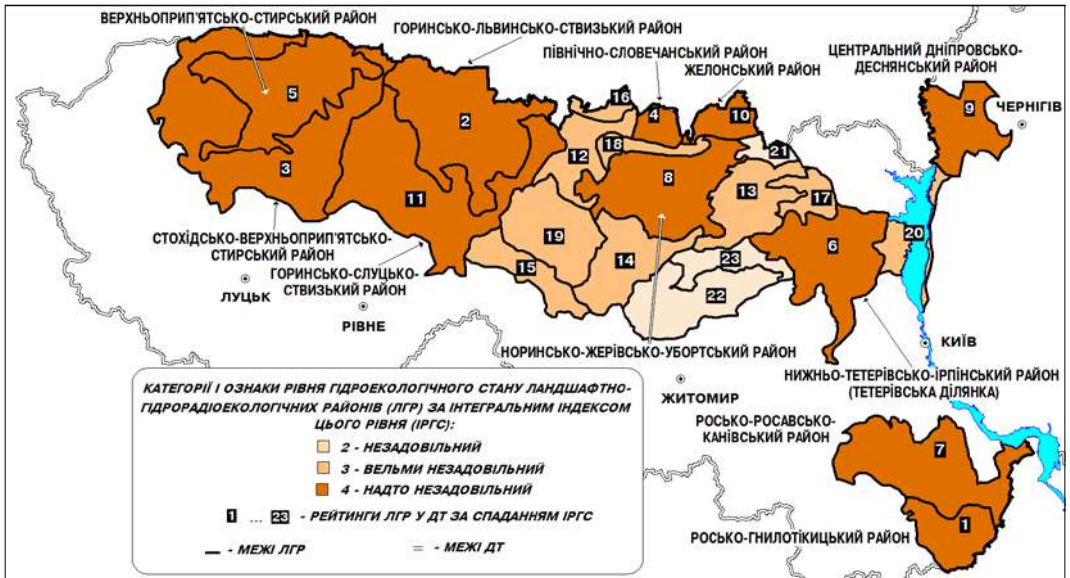 ВЕРХНЬОПРИП'ЯТСЬКО-СТИРСЬКИЙ РАЙОН
ГОРИНСЬКО-ЛЬВИНСЬКО-СТВИЗЬКИЙ РАЙОН
ПІВНІЧНО-СЛОВЕЧАНСЬКИЙ РАЙОН
ЖЕЛОНСЬКИЙ РАЙОН
ЦЕНТРАЛЬНИЙ ДНІПРОВСЬКО-
ДЕСНЯНСЬКИЙ РАЙОН
ЧЕРНІГІВ
5
2
16
4
10
9
3
12
18
21
11
8
13
17
19
14
23
6
20
15
22
СТОХІДСЬКО-ВЕРХНЬОПРИП'ЯТСЬКО-
СТИРСЬКИЙ РАЙОН
ГОРИНСЬКО-СЛУЦЬКО-
СТВИЗЬКИЙ РАЙОН
ЛУЦЬК
РІВНЕ
НОРИНСЬКО-ЖЕРІВСЬКО-УБОРТСЬКИЙ РАЙОН
КИЇВ
ЖИТОМИР
НИЖНЬО-ТЕТЕРІВСЬКО-ІРПІНСЬКИЙ РАЙОН
(ТЕТЕРІВСЬКА ДІЛЯНКА)
РОСЬКО-РОСАВСЬКО-
КАНІВСЬКИЙ РАЙОН
7
1
РОСЬКО-ГНИЛОТІКИЦЬКИЙ РАЙОН
КАТЕГОРІЇ І ОЗНАКИ РІВНЯ ГІДРОЕКОЛОГІЧНОГО СТАНУ ЛАНДШАФТНО-
ГІДРОРАДІОЕКОЛОГІЧНИХ РАЙОНІВ (ЛГР) ЗА ІНТЕГРАЛЬНИМ ІНДЕКСОМ
ЦЬОГО РІВНЯ (ІРГС):
2 - НЕЗАДОВІЛЬНИЙ
3 - ВЕЛЬМИ НЕЗАДОВІЛЬНИЙ
4 - НАДТО НЕЗАДОВІЛЬНИЙ
1 ... 23 - РЕЙТИНГИ ЛГР У ДТ ЗА СПАДАННЯМ ІРГС
- МЕЖІ ЛГР = - МЕЖІ ДТ